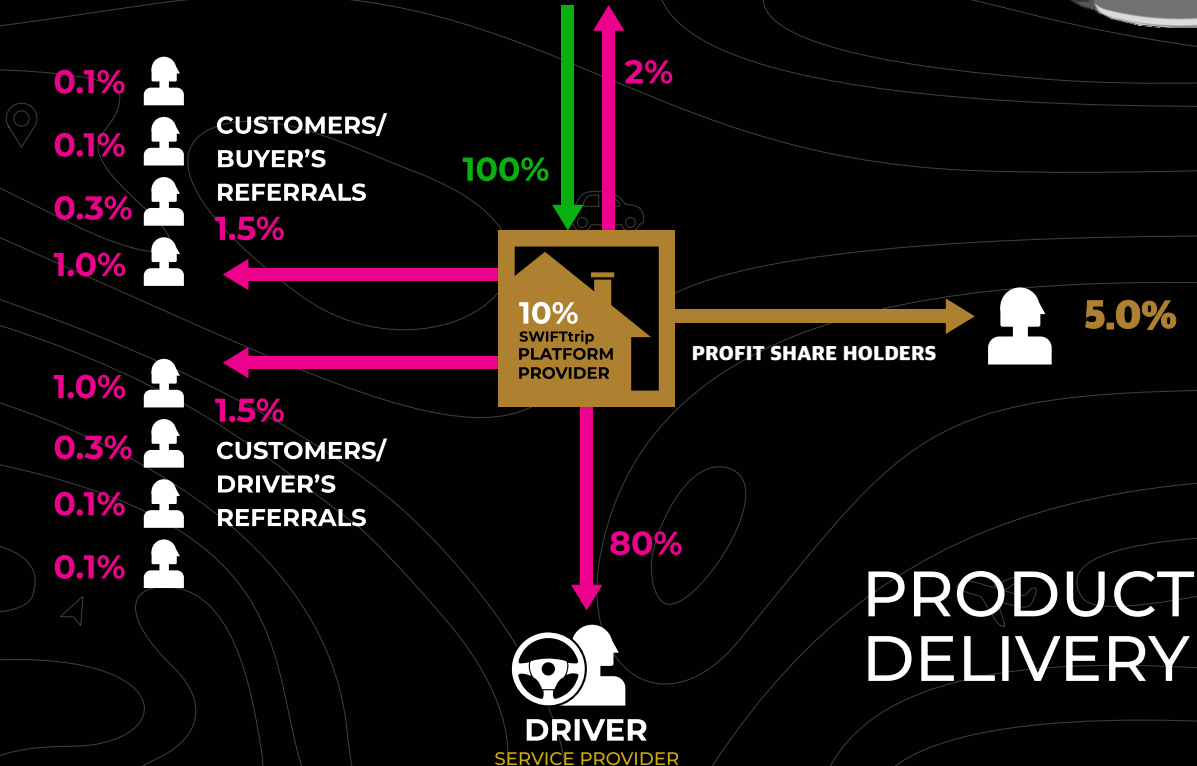 2%
100%
0.1%
0.1%
0.3%
1.0%
CUSTOMERS/
BUYER'S
REFERRALS
1.5%
10%
SWIFTtrip
PLATFORM
PROVIDER
PROFIT SHARE HOLDERS
5.0%
1.0%
0.3%
0.1%
0.1%
1.5%
CUSTOMERS/
DRIVER'S
REFERRALS
80%
PRODUCT
DELIVERY
DRIVER
SERVICE PROVIDER